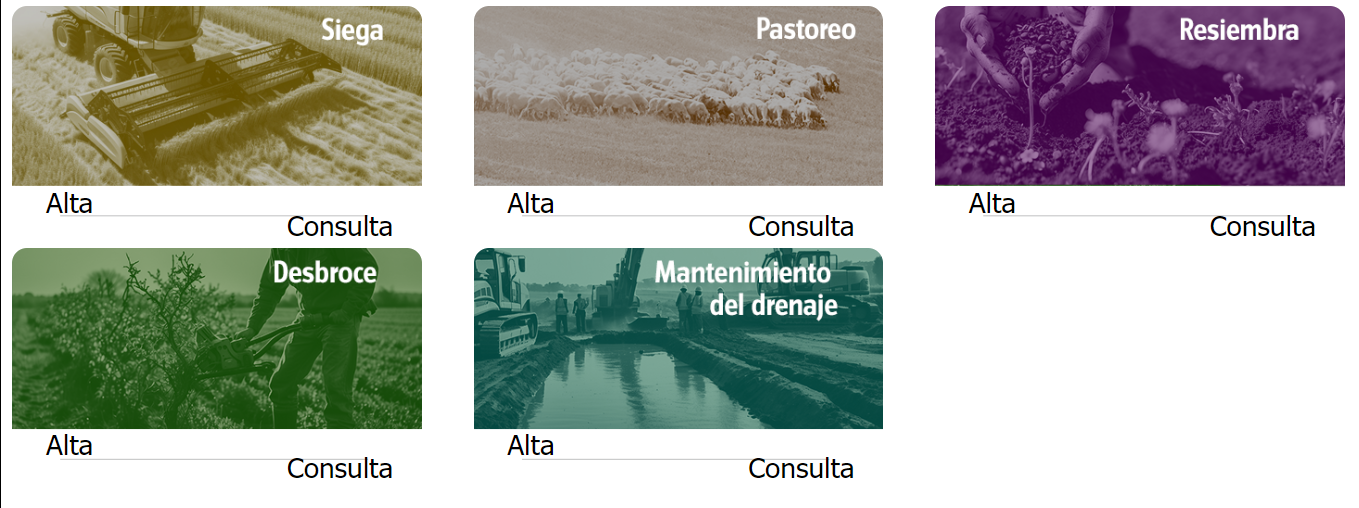 Siega
Alta
Consulta
Pastoreo
Alta
Consulta
Resiembra
Alta
Consulta
Desbroce
Alta
Consulta
Mantenimiento
del drenaje
Alta
Consulta